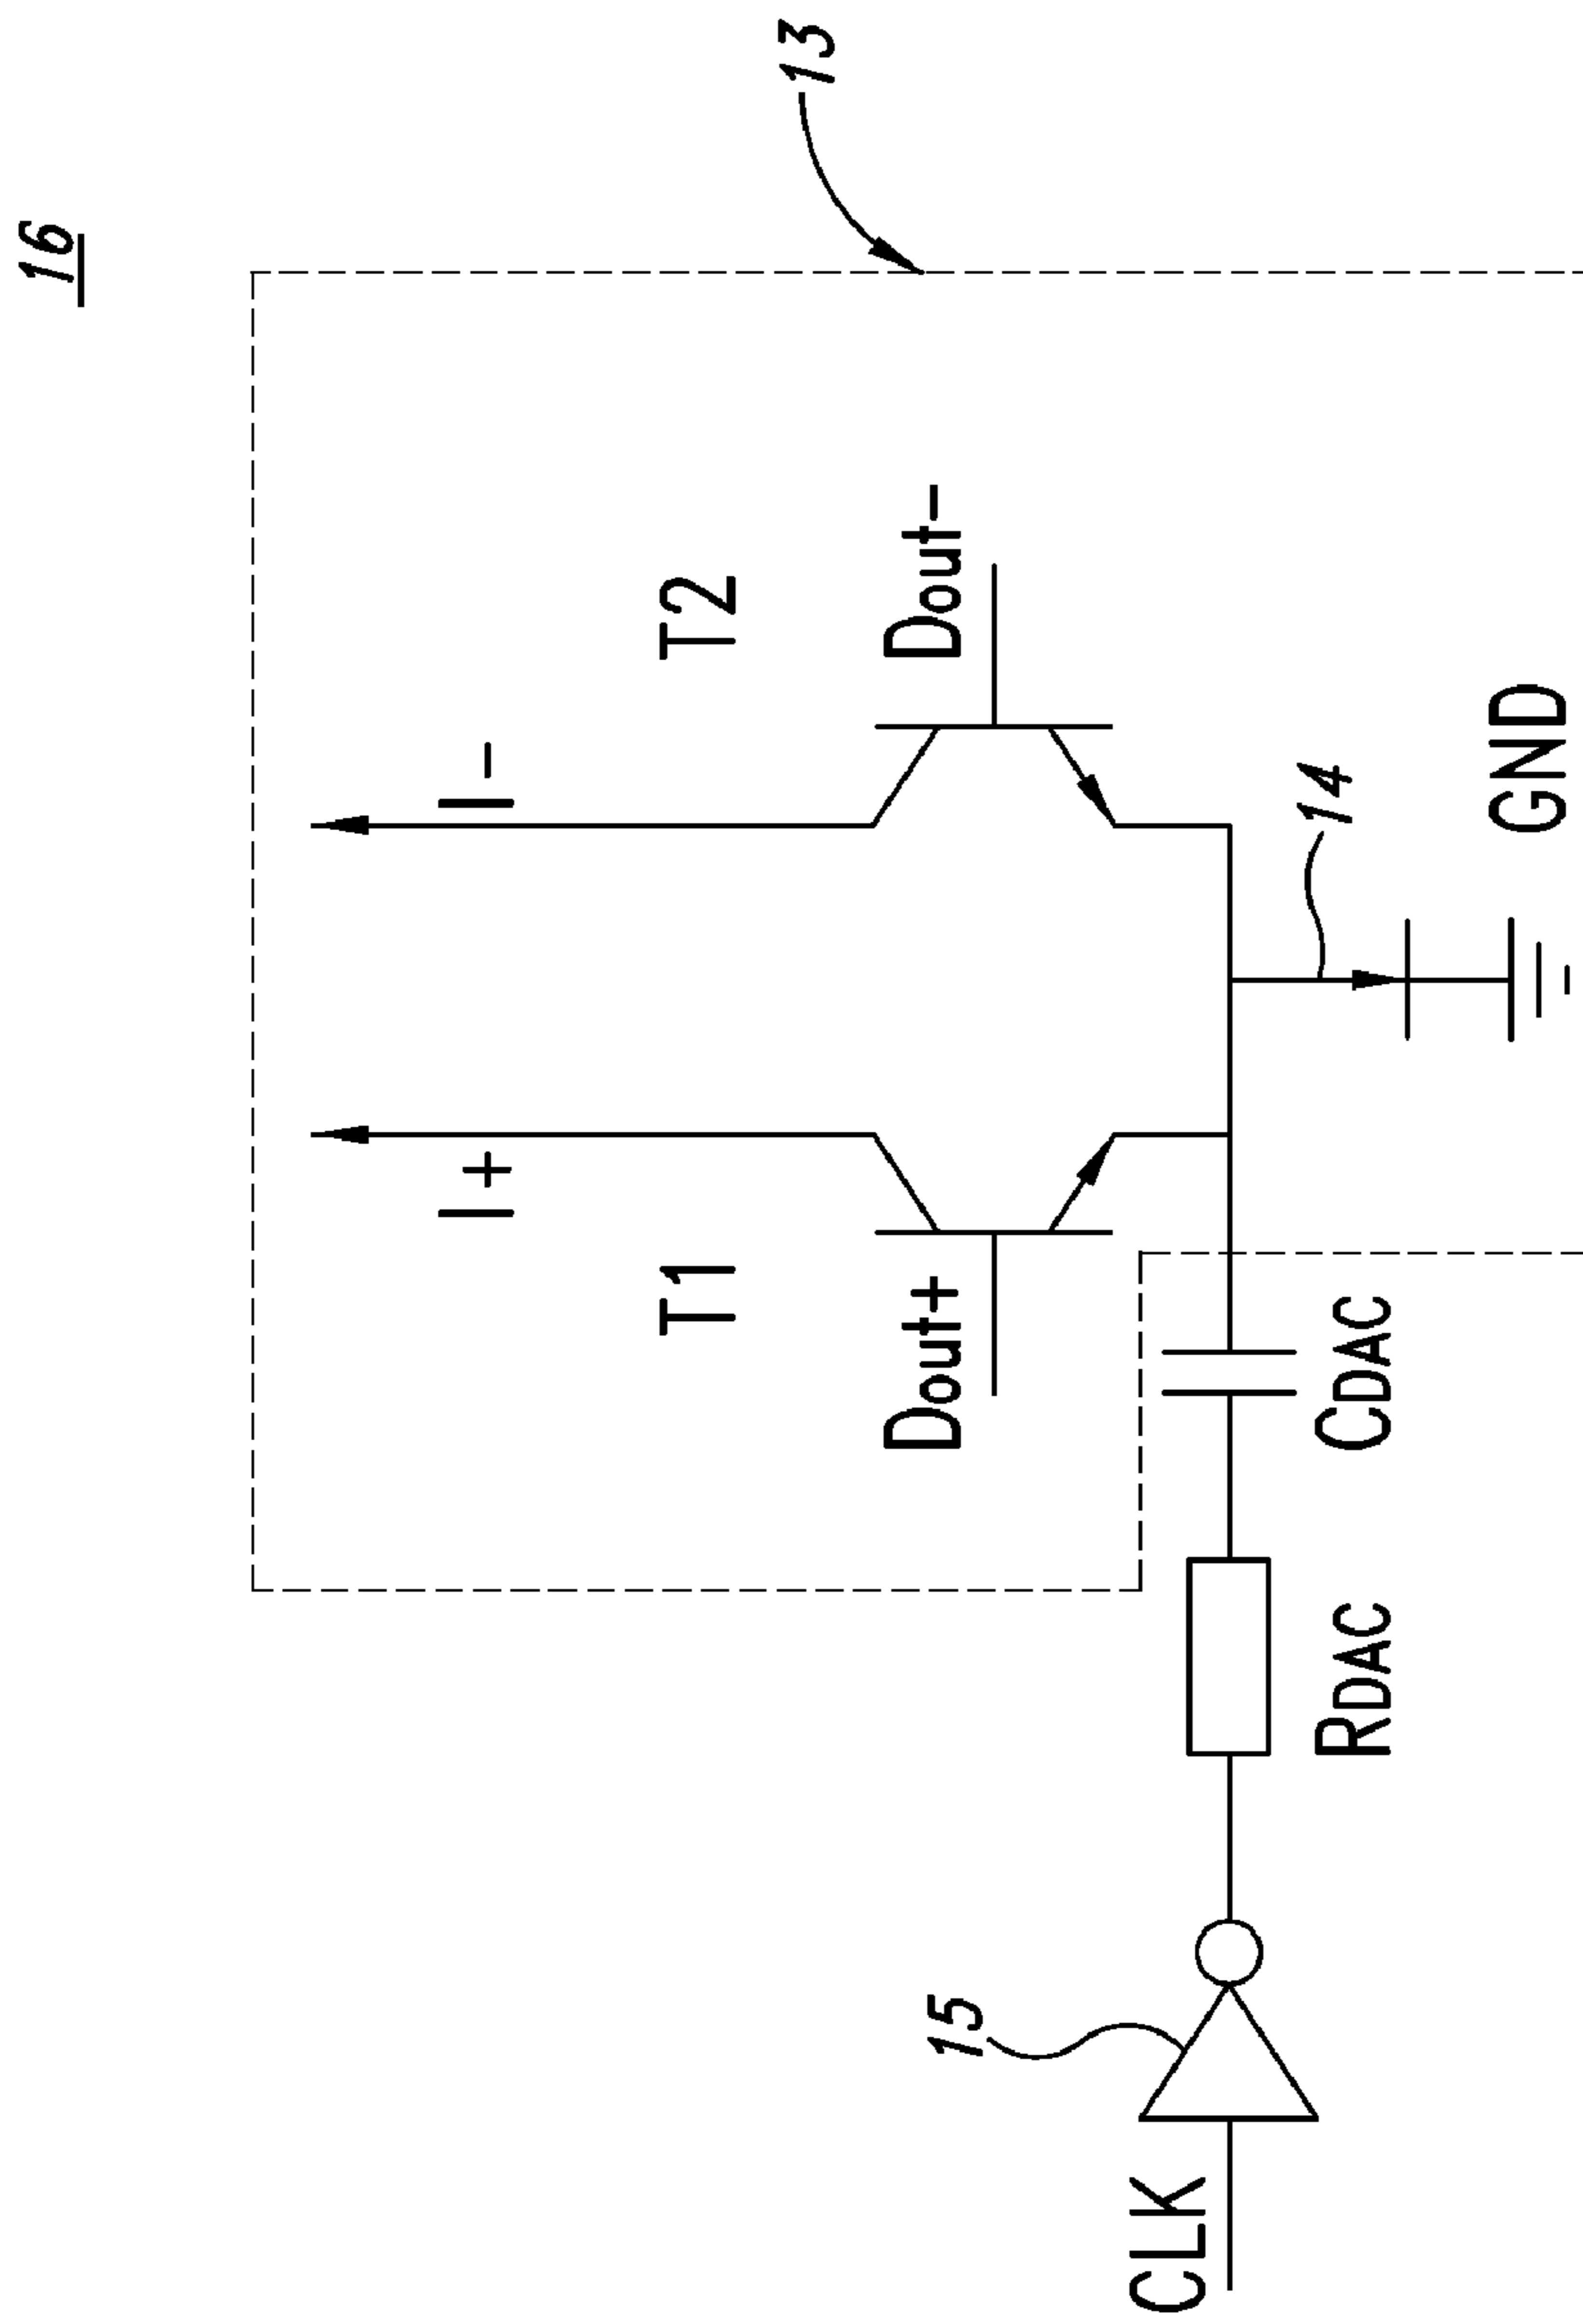 16
13
I+
I-
T1
T2
Dout+
Dout-
15
14
CLK
RDAC
CDAC
GND